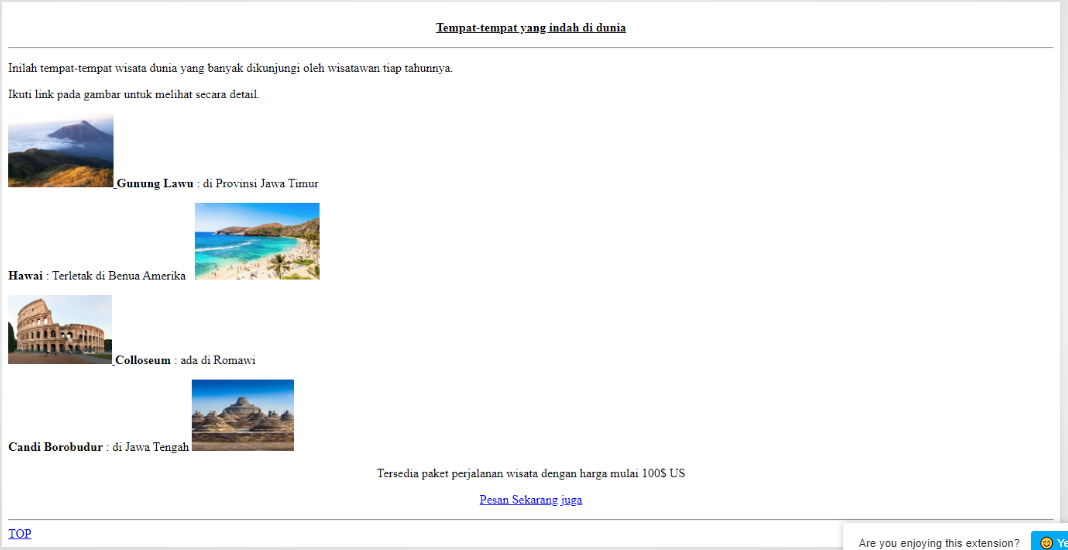 Tempat-tempat yang indah di dunia
Inilah tempat-tempat wisata dunia yang banyak dikunjungi oleh wisatawan tiap tahunnya.
Ikuti link pada gambar untuk melihat secara detail.
Gunung Lawu : di Provinsi Jawa Timur
Hawai : Terletak di Benua Amerika
Colloseum : ada di Romawi
Candi Borobudur : di Jawa Tengah
Tersedia paket perjalanan wisata dengan harga mulai 100$ US
Pesan Sekarang juga
TOP
Are you enjoying this extension?